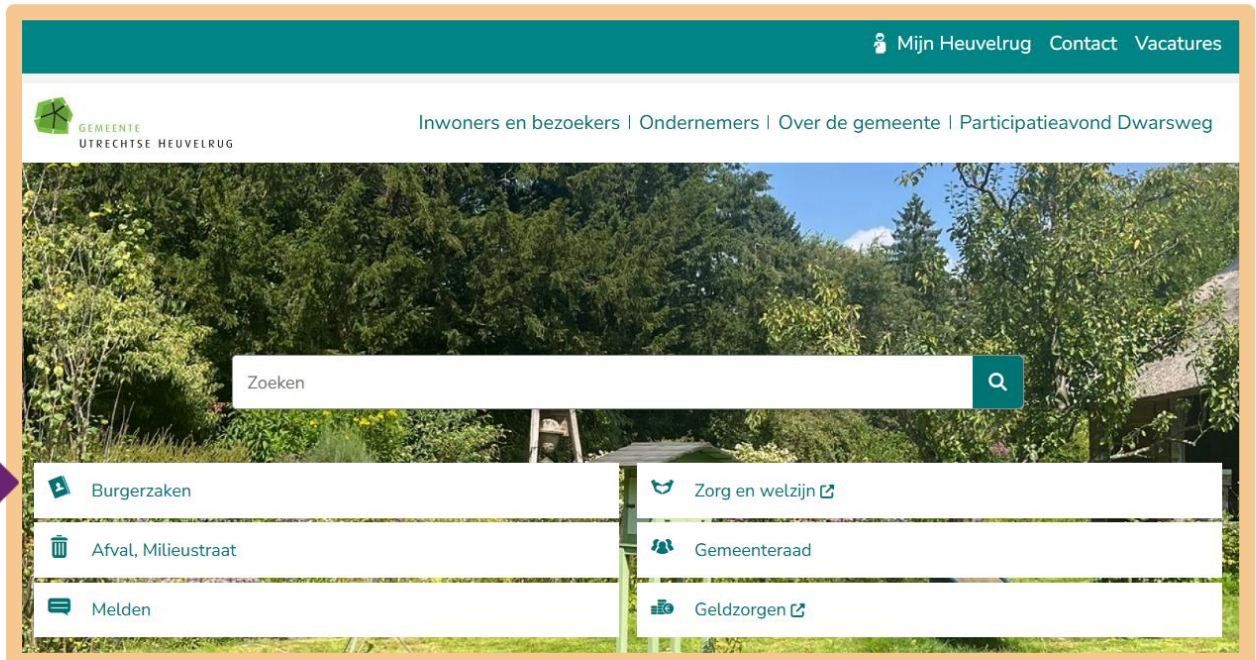 Mijn Heuvelrug Contact Vacatures
GEMEENTE
UTRECHTSE HEUVELRUG
Inwoners en bezoekers | Ondernemers | Over de gemeente | Participatieavond Dwarsweg
Zoeken
Burgerzaken
Zorg en welzijn
Afval, Milieustraat
Gemeenteraad
Melden
Geldzorgen